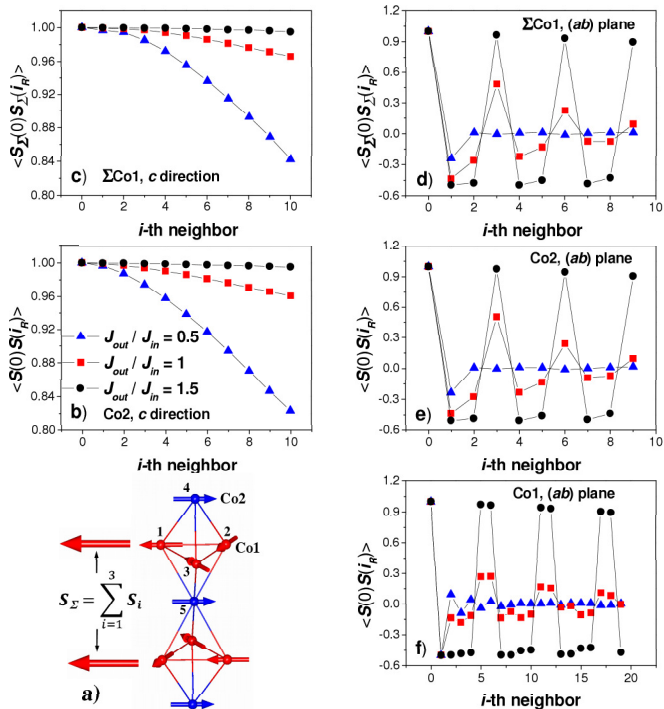 1.00
0.96
0.92
0.88
0.84
0.80
<S_Σ(0)S_Σ(i_R)>
c) ΣCo1, c direction
0 2 4 6 8 10
i-th neighbor
1.2
0.9
0.6
0.3
0.0
-0.3
-0.6
<S_Σ(0)S_Σ(i_R)>
ΣCo1, (ab) plane
d)
0 2 4 6 8 10
i-th neighbor
1.00
0.96
0.92
0.88
0.84
0.80
<S(0)S(i_R)>
J_out / J_in = 0.5
J_out / J_in = 1
J_out / J_in = 1.5
b) Co2, c direction
0 2 4 6 8 10
i-th neighbor
1.2
0.9
0.6
0.3
0.0
-0.3
-0.6
<S(0)S(i_R)>
Co2, (ab) plane
e)
0 2 4 6 8 10
i-th neighbor
4
Co2
1
2
Co1
3
S_Σ = ∑_{i=1}^{3} S_i
5
a)
1.2
0.9
0.6
0.3
0.0
-0.3
-0.6
<S(0)S(i_R)>
Co1, (ab) plane
f)
0 5 10 15 20
i-th neighbor